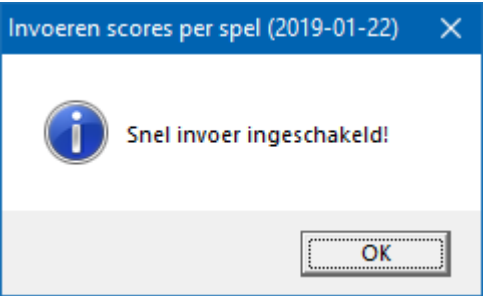 Invoeren scores per spel (2019-01-22)
Snel invoer ingeschakeld!
OK